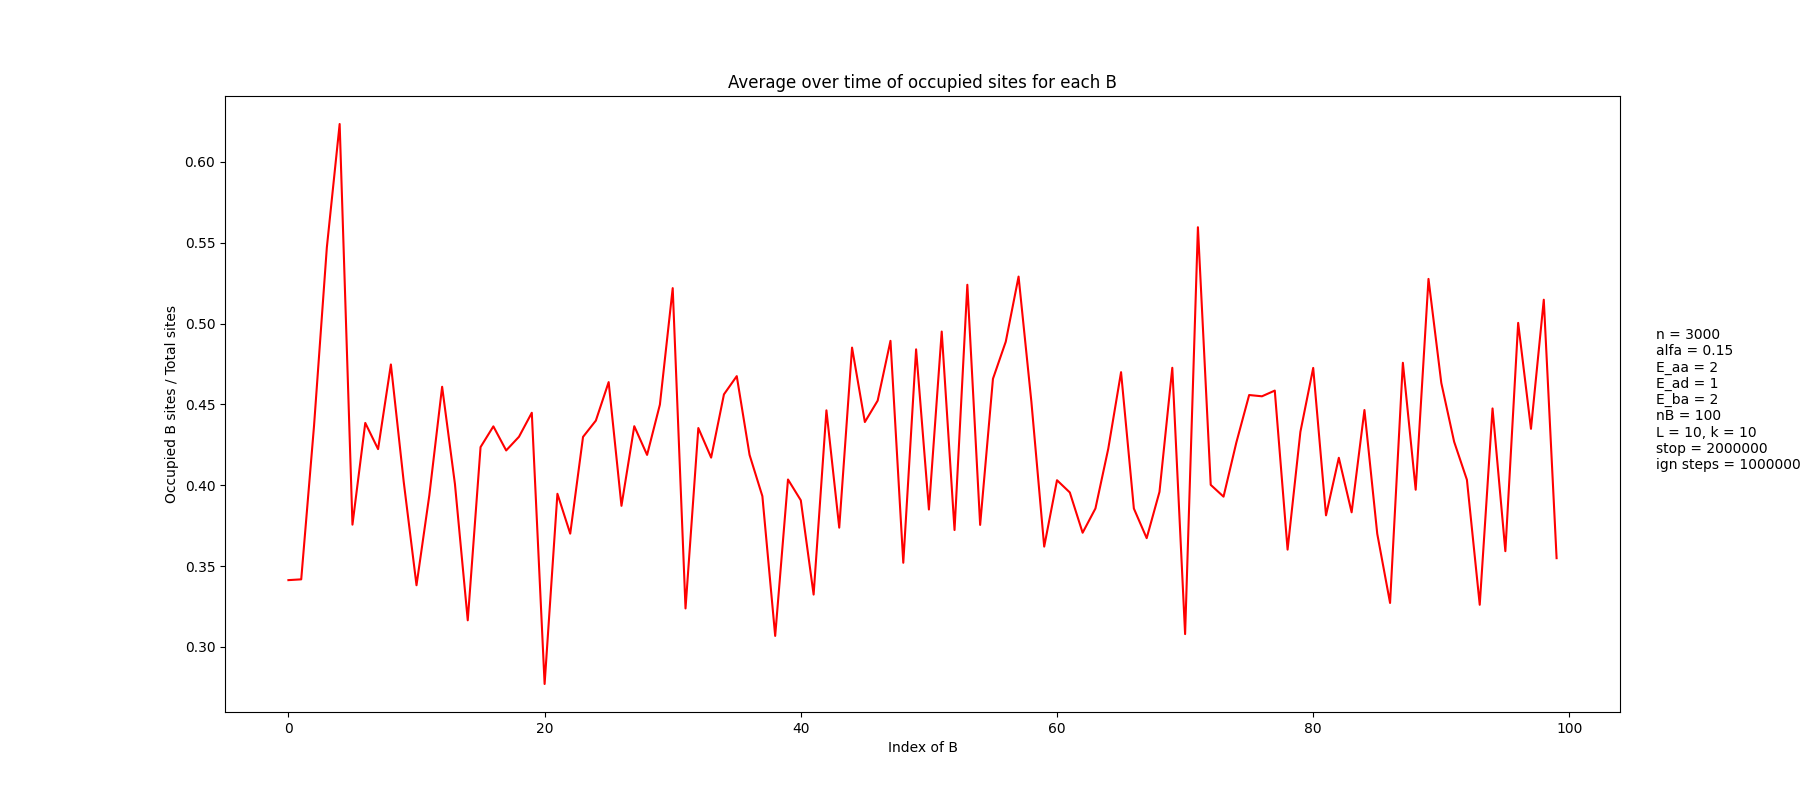 Average over time of occupied sites for each B
Occupied B sites / Total sites
0.60
0.55
0.50
0.45
0.40
0.35
0.30
0
20
40
60
80
100
Index of B
n = 3000
alfa = 0.15
E_aa = 2
E_ad = 1
E_ba = 2
nB = 100
L = 10, k = 10
stop = 2000000
ign steps = 1000000